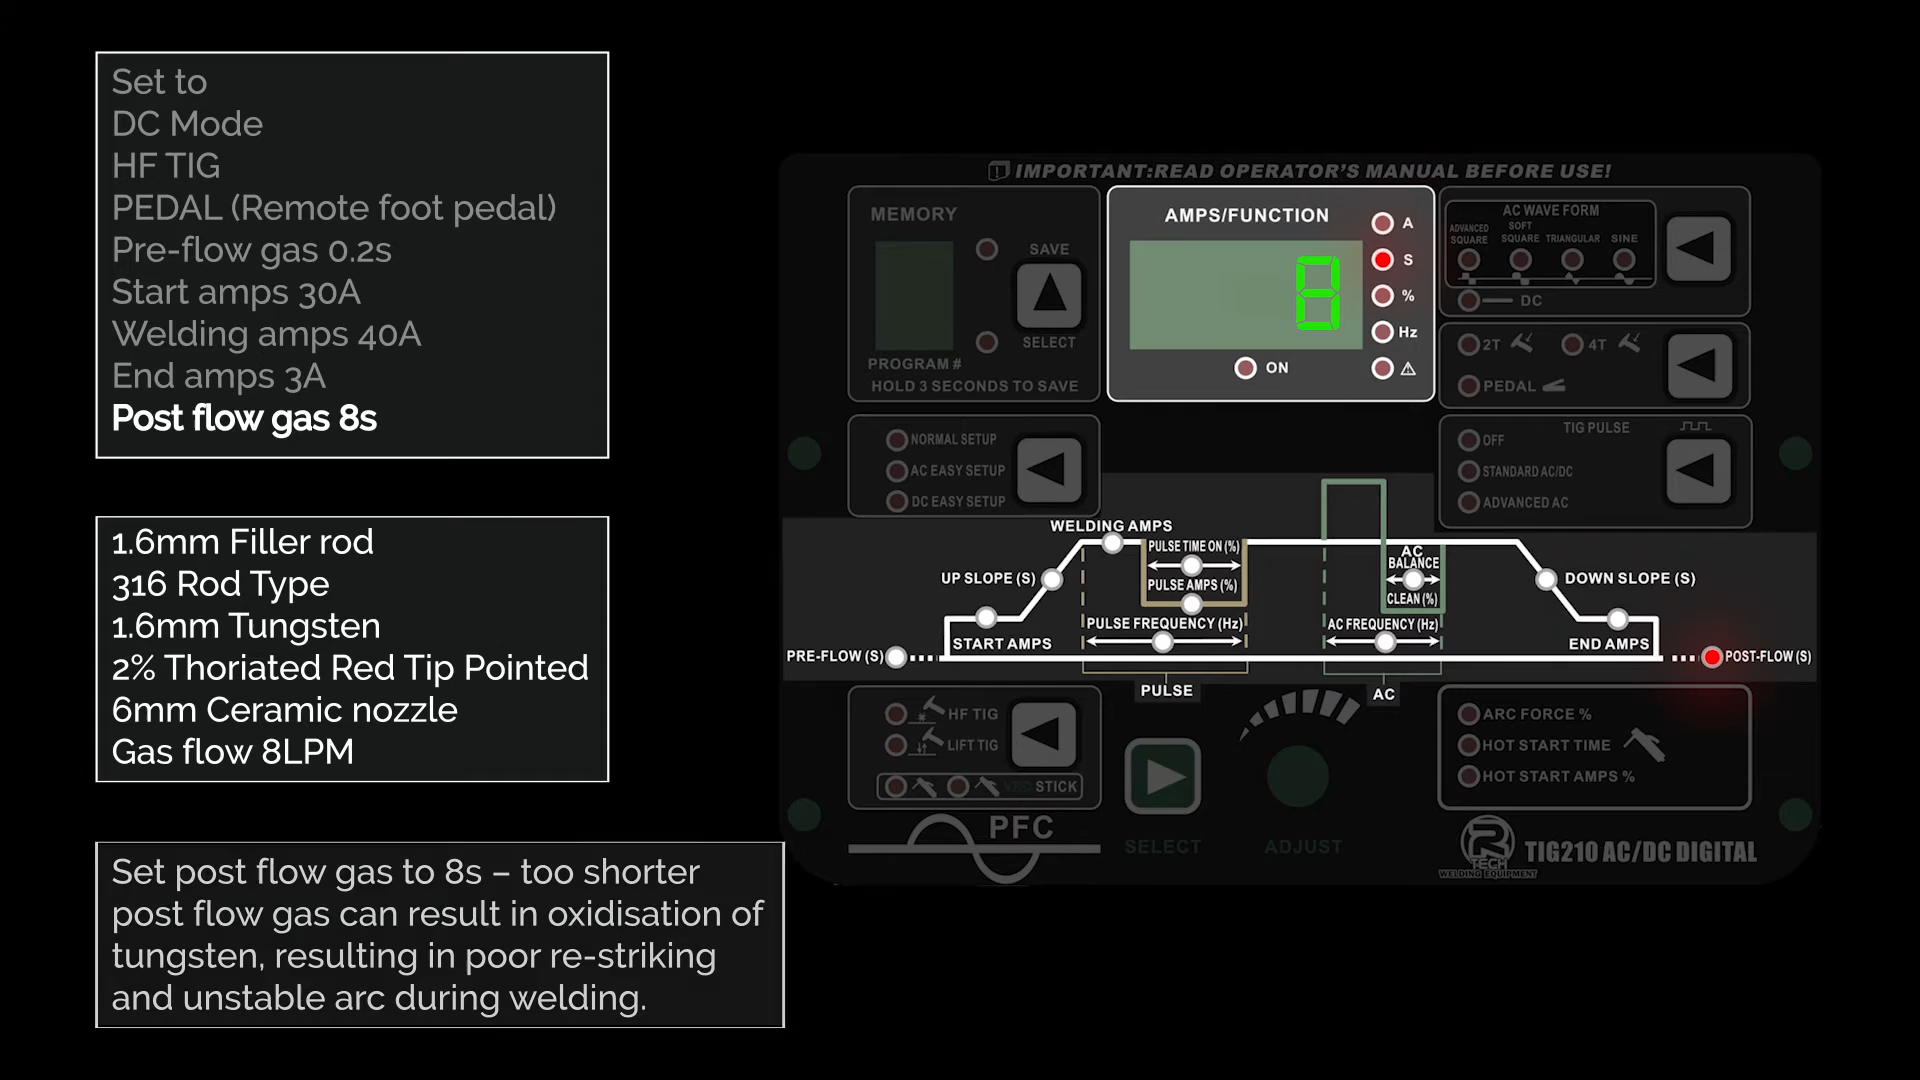 Set to
DC Mode
HF TIG
PEDAL (Remote foot pedal)
Pre-flow gas 0.2s
Start amps 30A
Welding amps 40A
End amps 3A
Post flow gas 8s
1.6mm Filler rod
316 Rod Type
1.6mm Tungsten
2% Thoriated Red Tip Pointed
6mm Ceramic nozzle
Gas flow 8LPM
Set post flow gas to 8s – too shorter
post flow gas can result in oxidisation of
tungsten, resulting in poor re-striking
and unstable arc during welding.
IMPORTANT:READ OPERATOR'S MANUAL BEFORE USE!
MEMORY
SAVE
SELECT
PROGRAM #
HOLD 3 SECONDS TO SAVE
AMPS/FUNCTION
8
A
S
%
Hz
ON
AC WAVE FORM
ADVANCED SQUARE
SOFT SQUARE
TRIANGULAR
SINE
DC
2T
4T
PEDAL
NORMAL SETUP
AC EASY SETUP
DC EASY SETUP
TIG PULSE
OFF
STANDARD AC/DC
ADVANCED AC
WELDING AMPS
PULSE TIME ON (%)
PULSE AMPS (%)
PULSE FREQUENCY (Hz)
UP SLOPE (S)
START AMPS
PRE-FLOW (S)
AC
BALANCE
CLEAN (%)
AC FREQUENCY (Hz)
DOWN SLOPE (S)
END AMPS
POST-FLOW (S)
PULSE
AC
HF TIG
LIFT TIG
VRD STICK
PFC
SELECT
ADJUST
ARC FORCE %
HOT START TIME
HOT START AMPS %
R
TECH
WELDING EQUIPMENT
TIG210 AC/DC DIGITAL